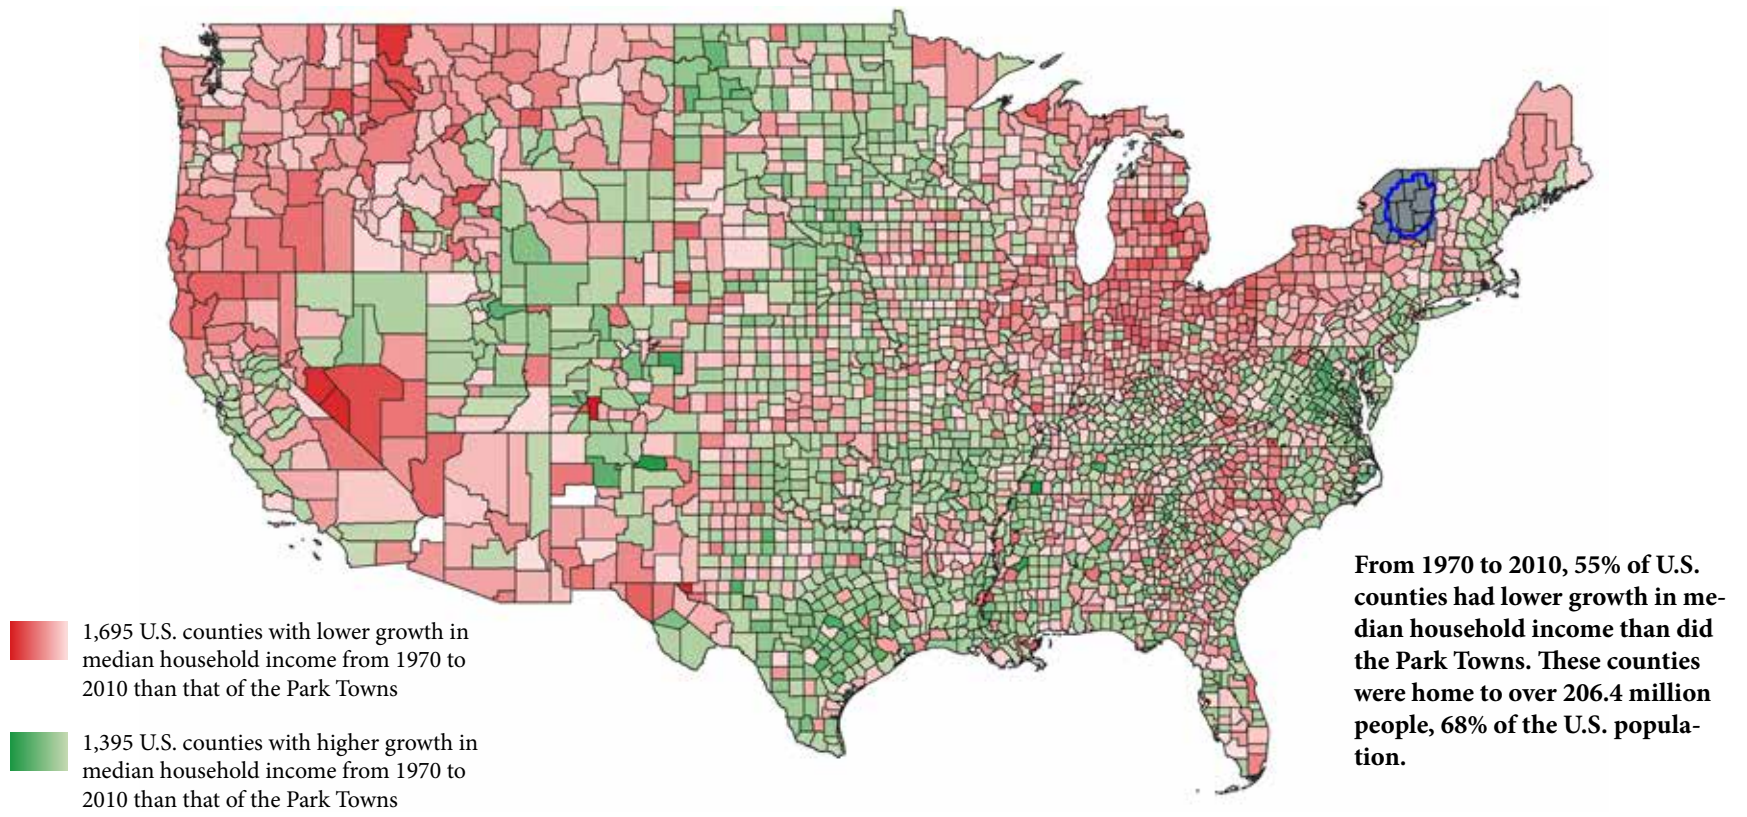 From 1970 to 2010, 55% of U.S.
counties had lower growth in me-
dian household income than did
the Park Towns. These counties
were home to over 206.4 million
people, 68% of the U.S. popula-
tion.
1,695 U.S. counties with lower growth in
median household income from 1970 to
2010 than that of the Park Towns
1,395 U.S. counties with higher growth in
median household income from 1970 to
2010 than that of the Park Towns